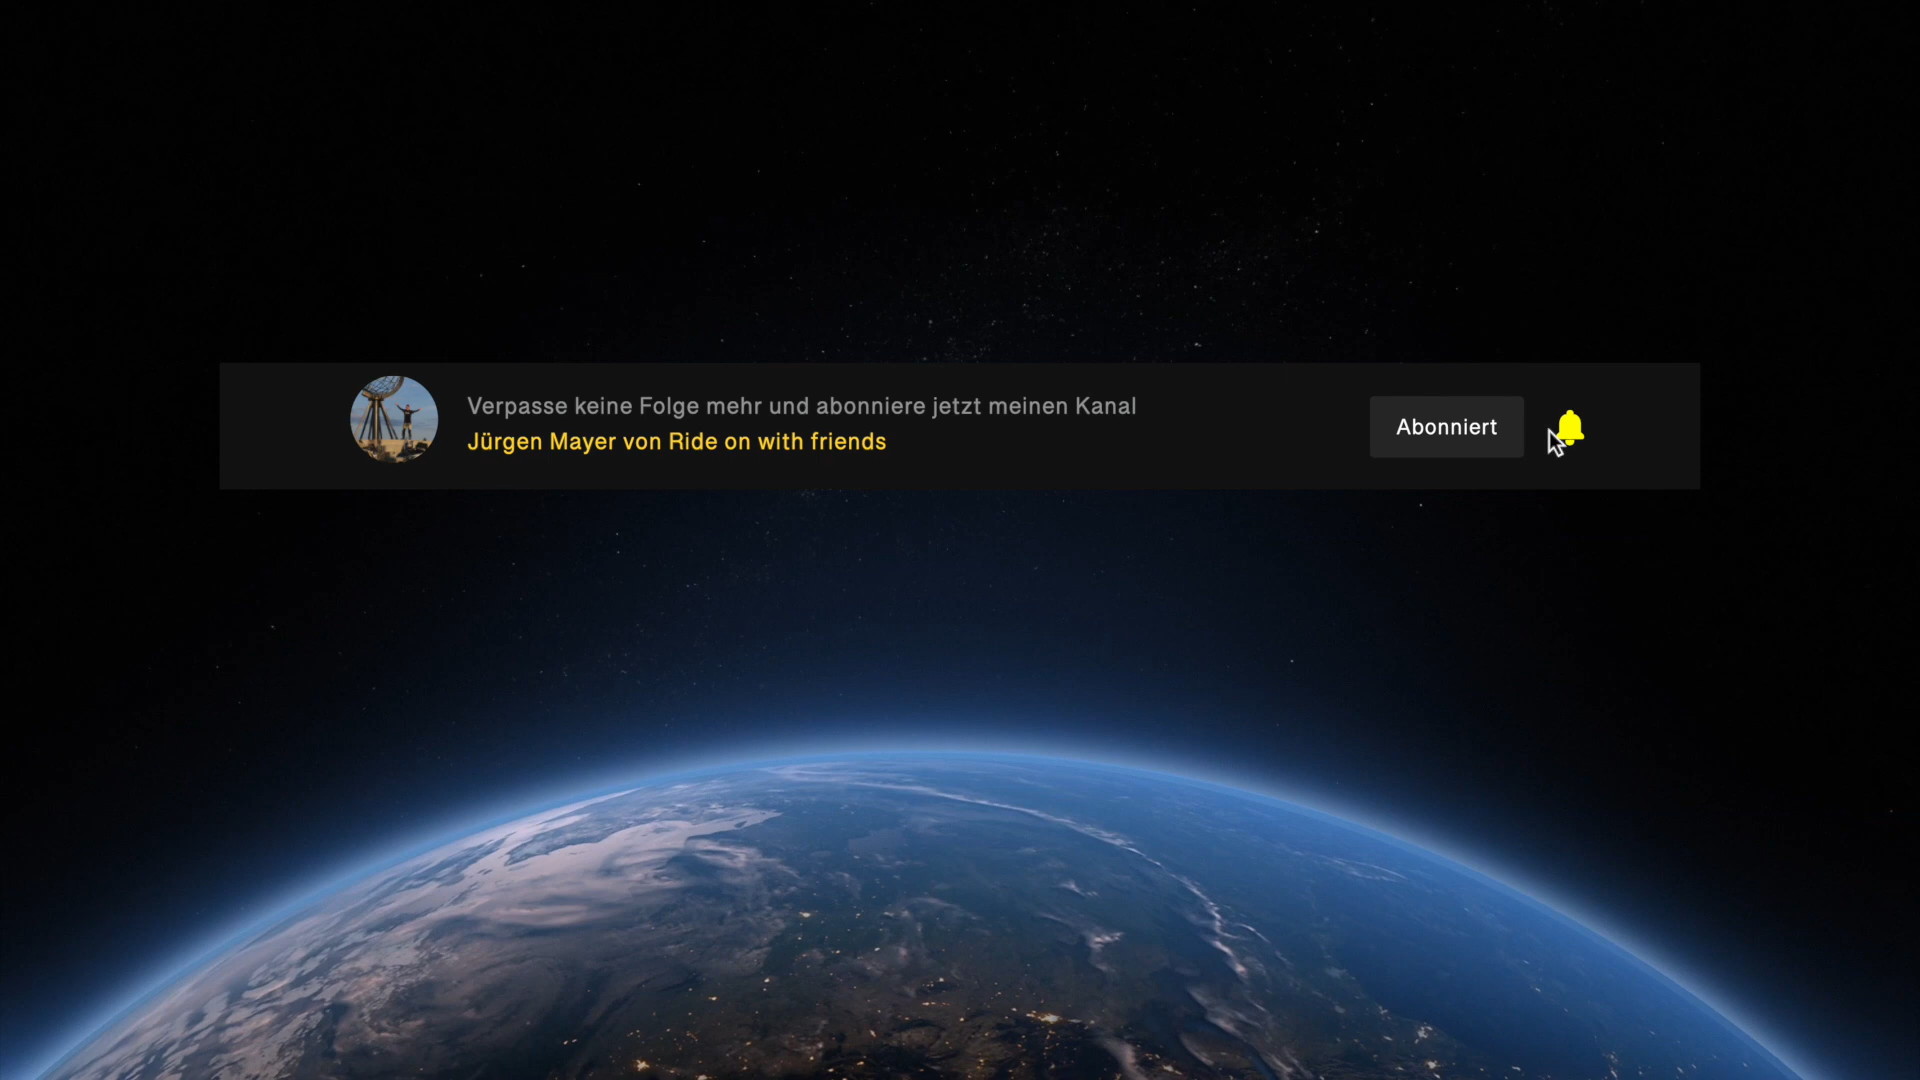 Verpasse keine Folge mehr und abonniere jetzt meinen Kanal
Jürgen Mayer von Ride on with friends
Abonniert